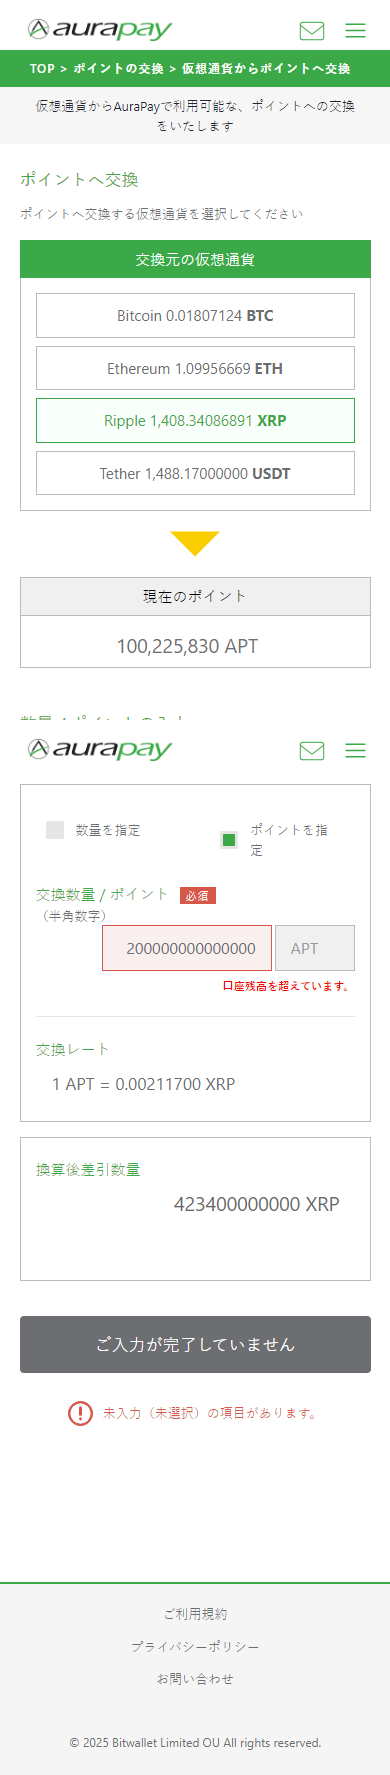 aurapay
TOP > ポイントの交換 > 仮想通貨からポイントへ交換
仮想通貨からAuraPayで利用可能な、ポイントへの交換
をいたします
ポイントへ交換
ポイントへ交換する仮想通貨を選択してください
交換元の仮想通貨
Bitcoin 0.01807124 BTC
Ethereum 1.09956669 ETH
Ripple 1,408.34086891 XRP
Tether 1,488.17000000 USDT
現在のポイント
100,225,830 APT
数量 / ポイントの入力
aurapay
数量を指定
ポイントを指
定
交換数量 / ポイント 必須
（半角数字）
200000000000000 APT
口座残高を超えています。
交換レート
1 APT = 0.00211700 XRP
換算後差引数量
423400000000 XRP
ご入力が完了していません
未入力（未選択）の項目があります。
ご利用規約
プライバシーポリシー
お問い合わせ
© 2025 Bitwallet Limited OU All rights reserved.